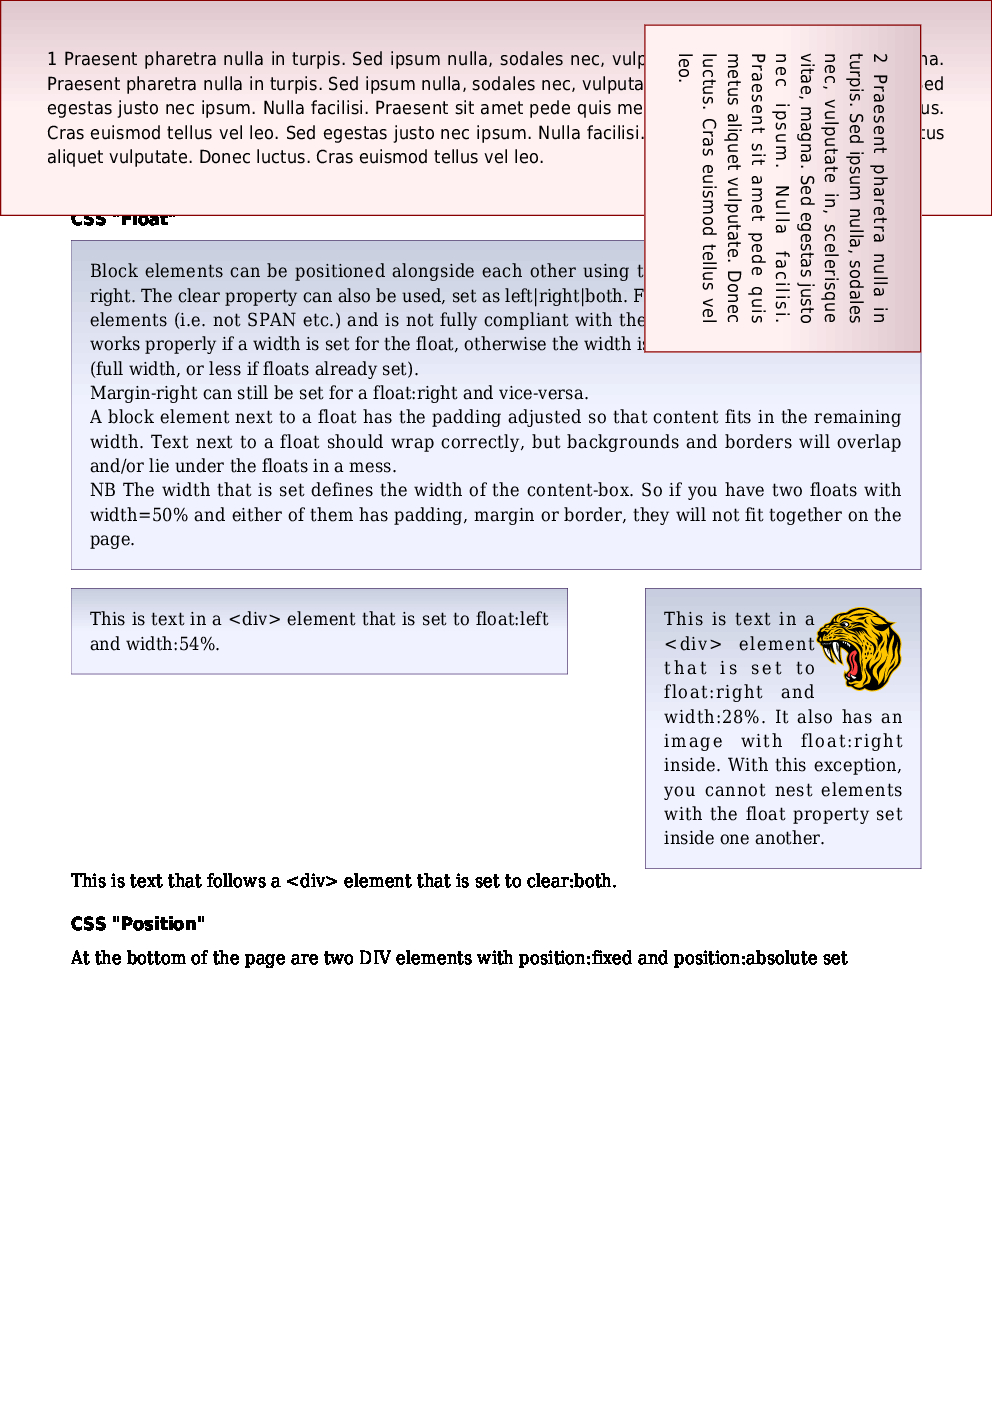 1 Praesent pharetra nulla in turpis. Sed ipsum nulla, sodales nec, vulp
Praesent pharetra nulla in turpis. Sed ipsum nulla, sodales nec, vulputa
egestas justo nec ipsum. Nulla facilisi. Praesent sit amet pede quis me
Cras euismod tellus vel leo. Sed egestas justo nec ipsum. Nulla facilisi.
aliquet vulputate. Donec luctus. Cras euismod tellus vel leo.
na.
ed
us.
tus
2 Praesent pharetra nulla in
turpis. Sed ipsum nulla, sodales
nec, vulputate in, scelerisque
vitae, magna. Sed egestas justo
nec ipsum. Nulla facilisi.
Praesent sit amet pede quis
metus aliquet vulputate. Donec
luctus. Cras euismod tellus vel
leo.
CSS "Float"
Block elements can be positioned alongside each other using
right. The clear property can also be used, set as left|right|both. F
elements (i.e. not SPAN etc.) and is not fully compliant with the
works properly if a width is set for the float, otherwise the width is
(full width, or less if floats already set).
Margin-right can still be set for a float:right and vice-versa.
A block element next to a float has the padding adjusted so that content fits in the remaining
width. Text next to a float should wrap correctly, but backgrounds and borders will overlap
and/or lie under the floats in a mess.
NB The width that is set defines the width of the content-box. So if you have two floats with
width=50% and either of them has padding, margin or border, they will not fit together on the
page.
This is text in a <div> element that is set to float:left
and width:54%.
This is text in a
<div> element
that is set to
float:right and
width:28%. It also has an
image with float:right
inside. With this exception,
you cannot nest elements
with the float property set
inside one another.
This is text that follows a <div> element that is set to clear:both.
CSS "Position"
At the bottom of the page are two DIV elements with position:fixed and position:absolute set